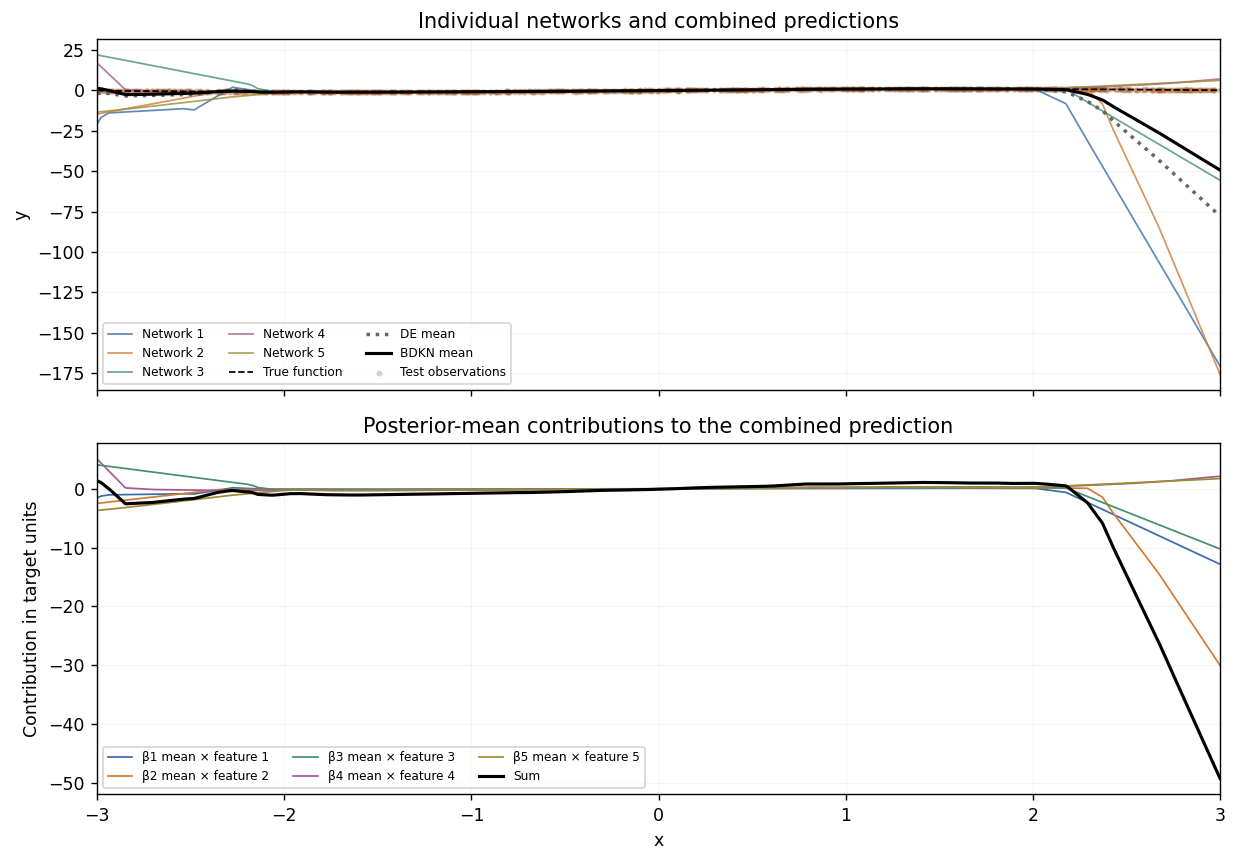 Individual networks and combined predictions
25
0
−25
−50
−75
−100
−125
−150
−175
y
Network 1
Network 2
Network 3
Network 4
Network 5
True function
DE mean
BDKN mean
Test observations
Posterior-mean contributions to the combined prediction
0
−10
−20
−30
−40
−50
Contribution in target units
β1 mean × feature 1
β2 mean × feature 2
β3 mean × feature 3
β4 mean × feature 4
β5 mean × feature 5
Sum
−3 −2 −1 0 1 2 3
x